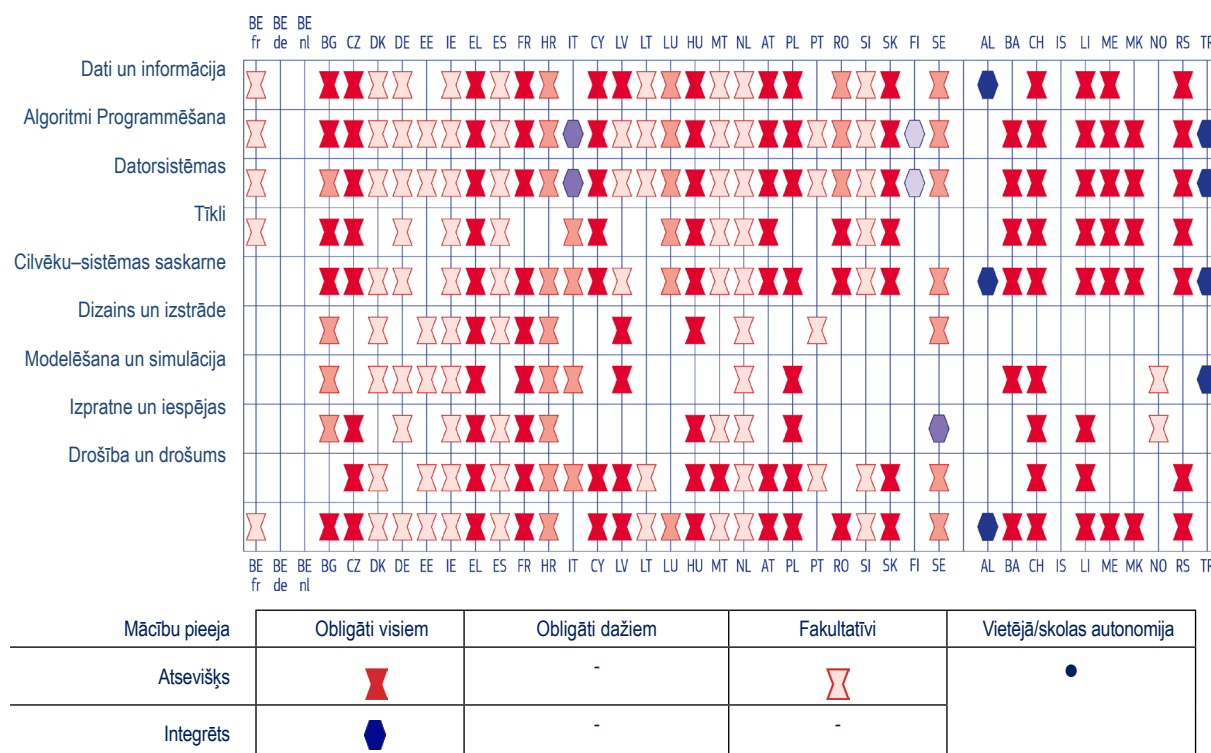 BE BE BE
fr de nl BG CZ DK DE EE IE EL ES FR HR IT CY LV LT LU HU MT NL AT PL PT RO SI SK FI SE AL BA CH IS LI ME MK NO RS TR
Dati un informācija
Algoritmi Programmēšana
Datorsistēmas
Tīkli
Cilvēku–sistēmas saskarne
Dizains un izstrāde
Modelēšana un simulācija
Izpratne un iespējas
Drošība un drošums
BE BE BE BG CZ DK DE EE IE EL ES FR HR IT CY LV LT LU HU MT NL AT PL PT RO SI SK FI SE AL BA CH IS LI ME MK NO RS TR
fr de nl
Mācību pieeja Obligāti visiem Obligāti dažiem Fakultatīvi Vietējā/skolas autonomija
Atsevišķs -
Integrēts - -